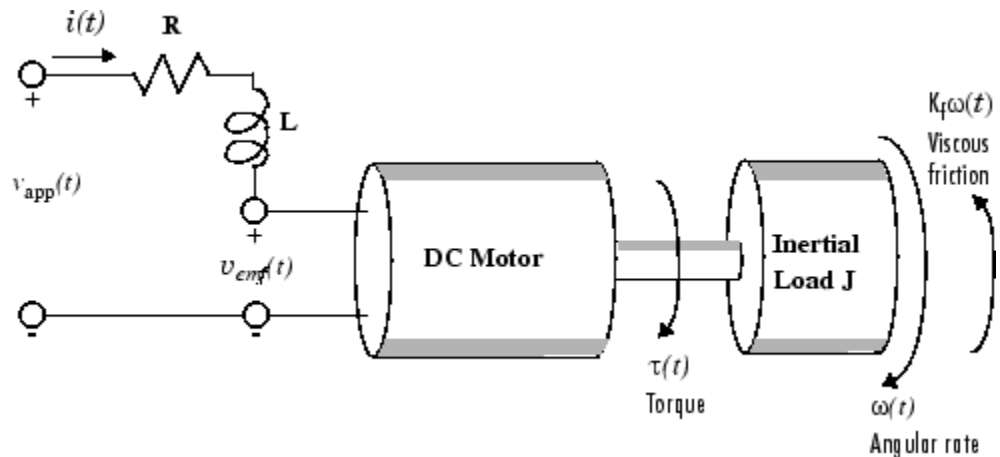 i(t)
R
+
L
v_app(t)
+
v_emf(t)
-
-
DC Motor
τ(t)
Torque
Inertial
Load J
K_fω(t)
Viscous
friction
ω(t)
Angular rate